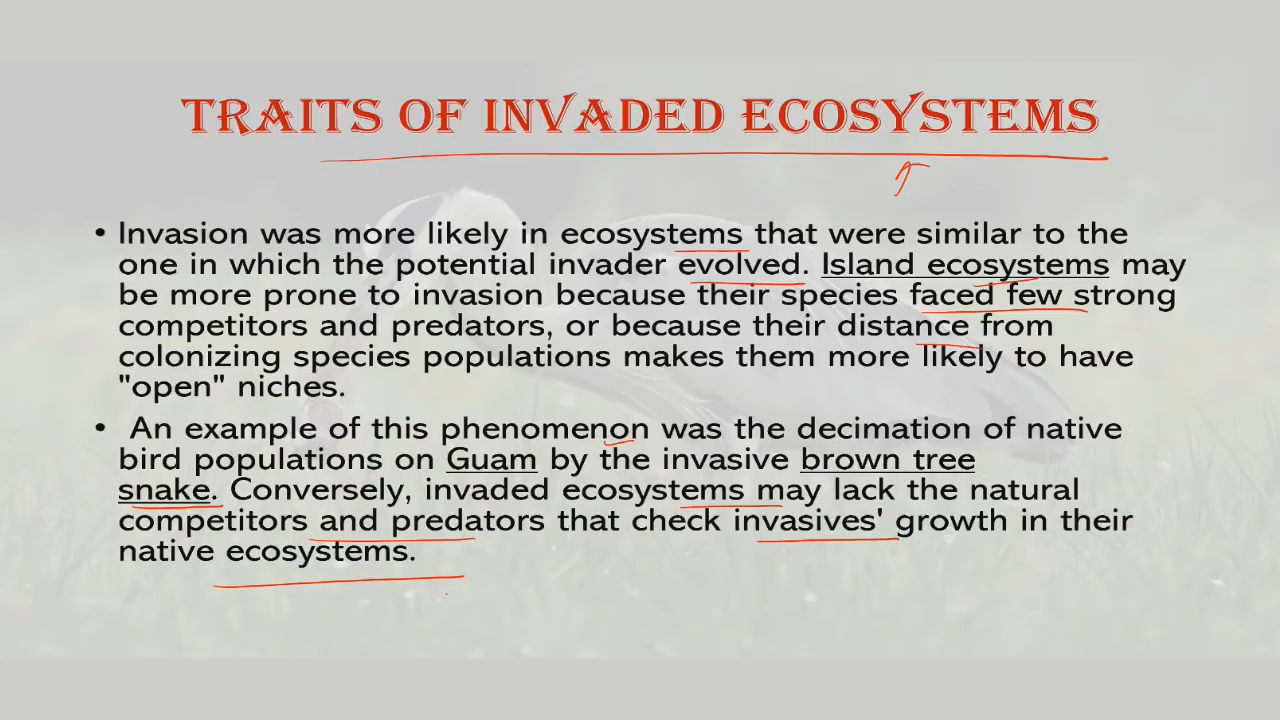 TRAITS OF INVADED ECOSYSTEMS
• Invasion was more likely in ecosystems that were similar to the
one in which the potential invader evolved. Island ecosystems may
be more prone to invasion because their species faced few strong
competitors and predators, or because their distance from
colonizing species populations makes them more likely to have
"open" niches.
• An example of this phenomenon was the decimation of native
bird populations on Guam by the invasive brown tree
snake. Conversely, invaded ecosystems may lack the natural
competitors and predators that check invasives' growth in their
native ecosystems.